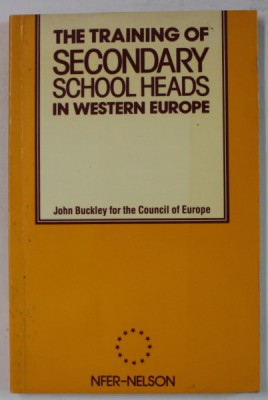 THE TRAINING OF
SECONDARY
SCHOOL HEADS
IN WESTERN EUROPE
John Buckley for the Council of Europe
NFER–NELSON